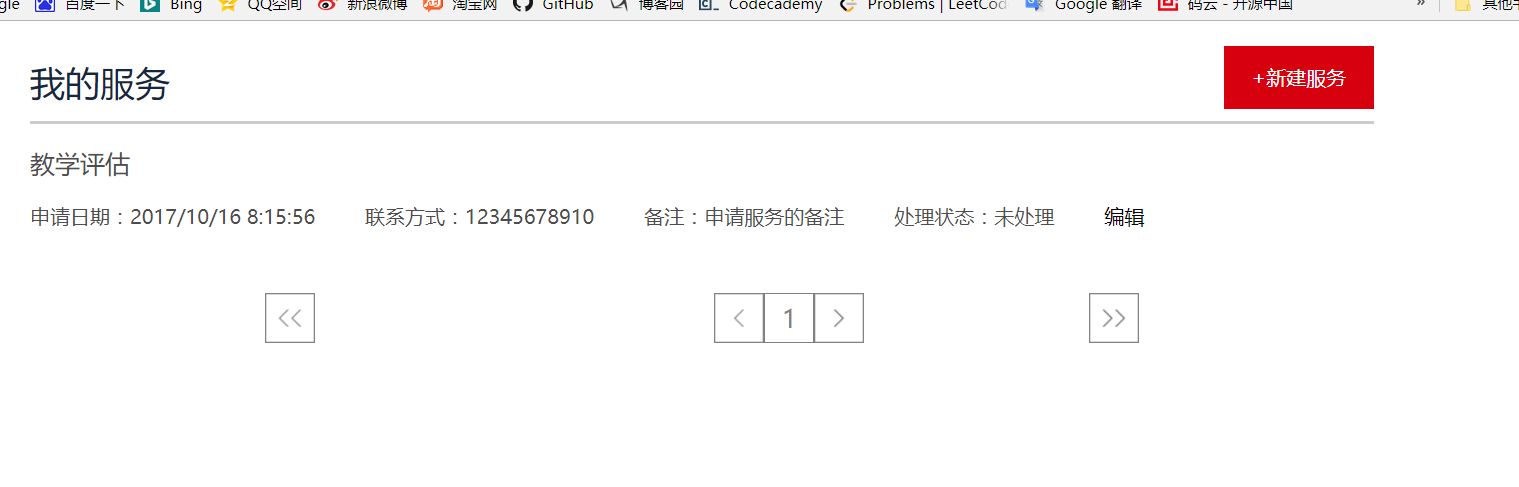 gle 百度一下 Bing QQ空间 新浪微博 淘宝网 GitHub 博客园 Codecademy Problems | LeetCod Google 翻译 码云 - 开源中国 »
我的服务 +新建服务
教学评估
申请日期：2017/10/16 8:15:56 联系方式：12345678910 备注：申请服务的备注 处理状态：未处理 编辑
<< < 1 > >>